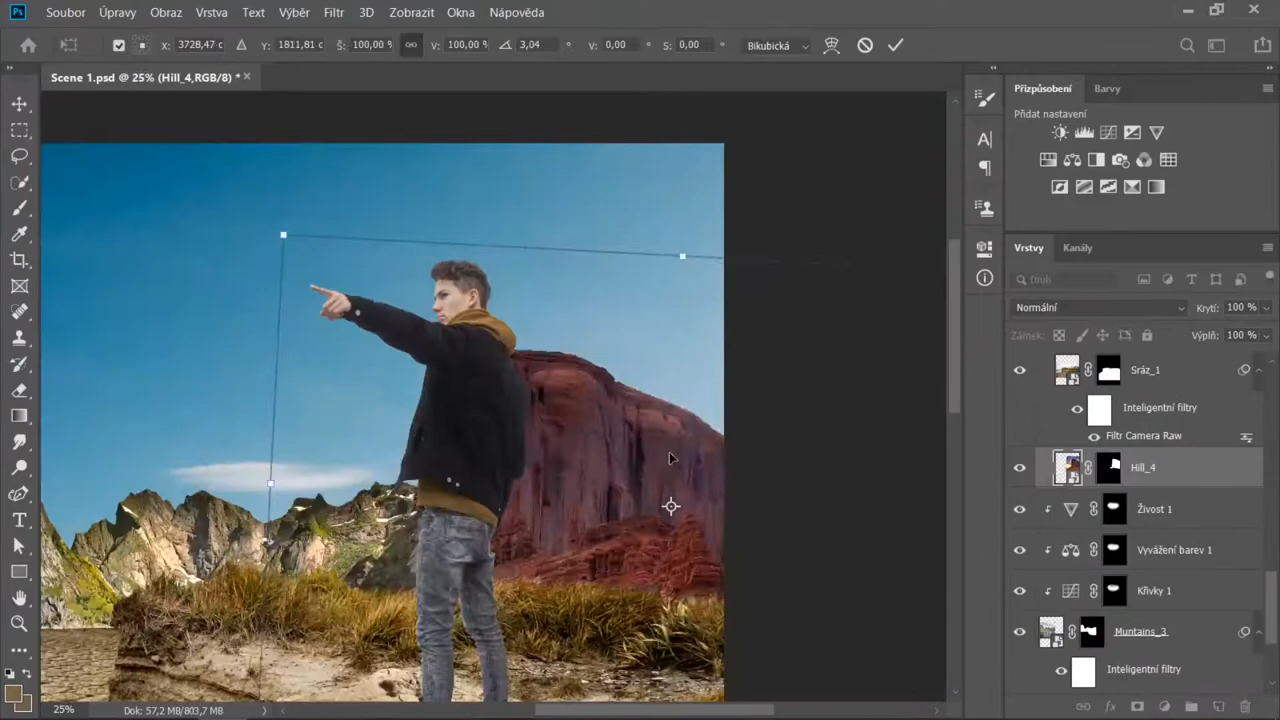 Ps Soubor Úpravy Obraz Vrstva Text Výběr Filtr 3D Zobrazit Okna Nápověda
X: 3728,47 c Y: 1811,81 c Š: 100,00 % V: 100,00 % 3,04 ° V: 0,00 ° S: 0,00 ° Bikubická
Scene 1.psd @ 25% (Hill_4,RGB/8) * ×
Přizpůsobení Barvy
Přidat nastavení
Vrstvy Kanály
Druh
Normální Krytí: 100 %
Zámek: Výplň: 100 %
Sráz_1
Inteligentní filtry
Filtr Camera Raw
Hill_4
Živost 1
Vyvážení barev 1
Křivky 1
Muntains_3
Inteligentní filtry
25% Dok: 57,2 MB/803,7 MB